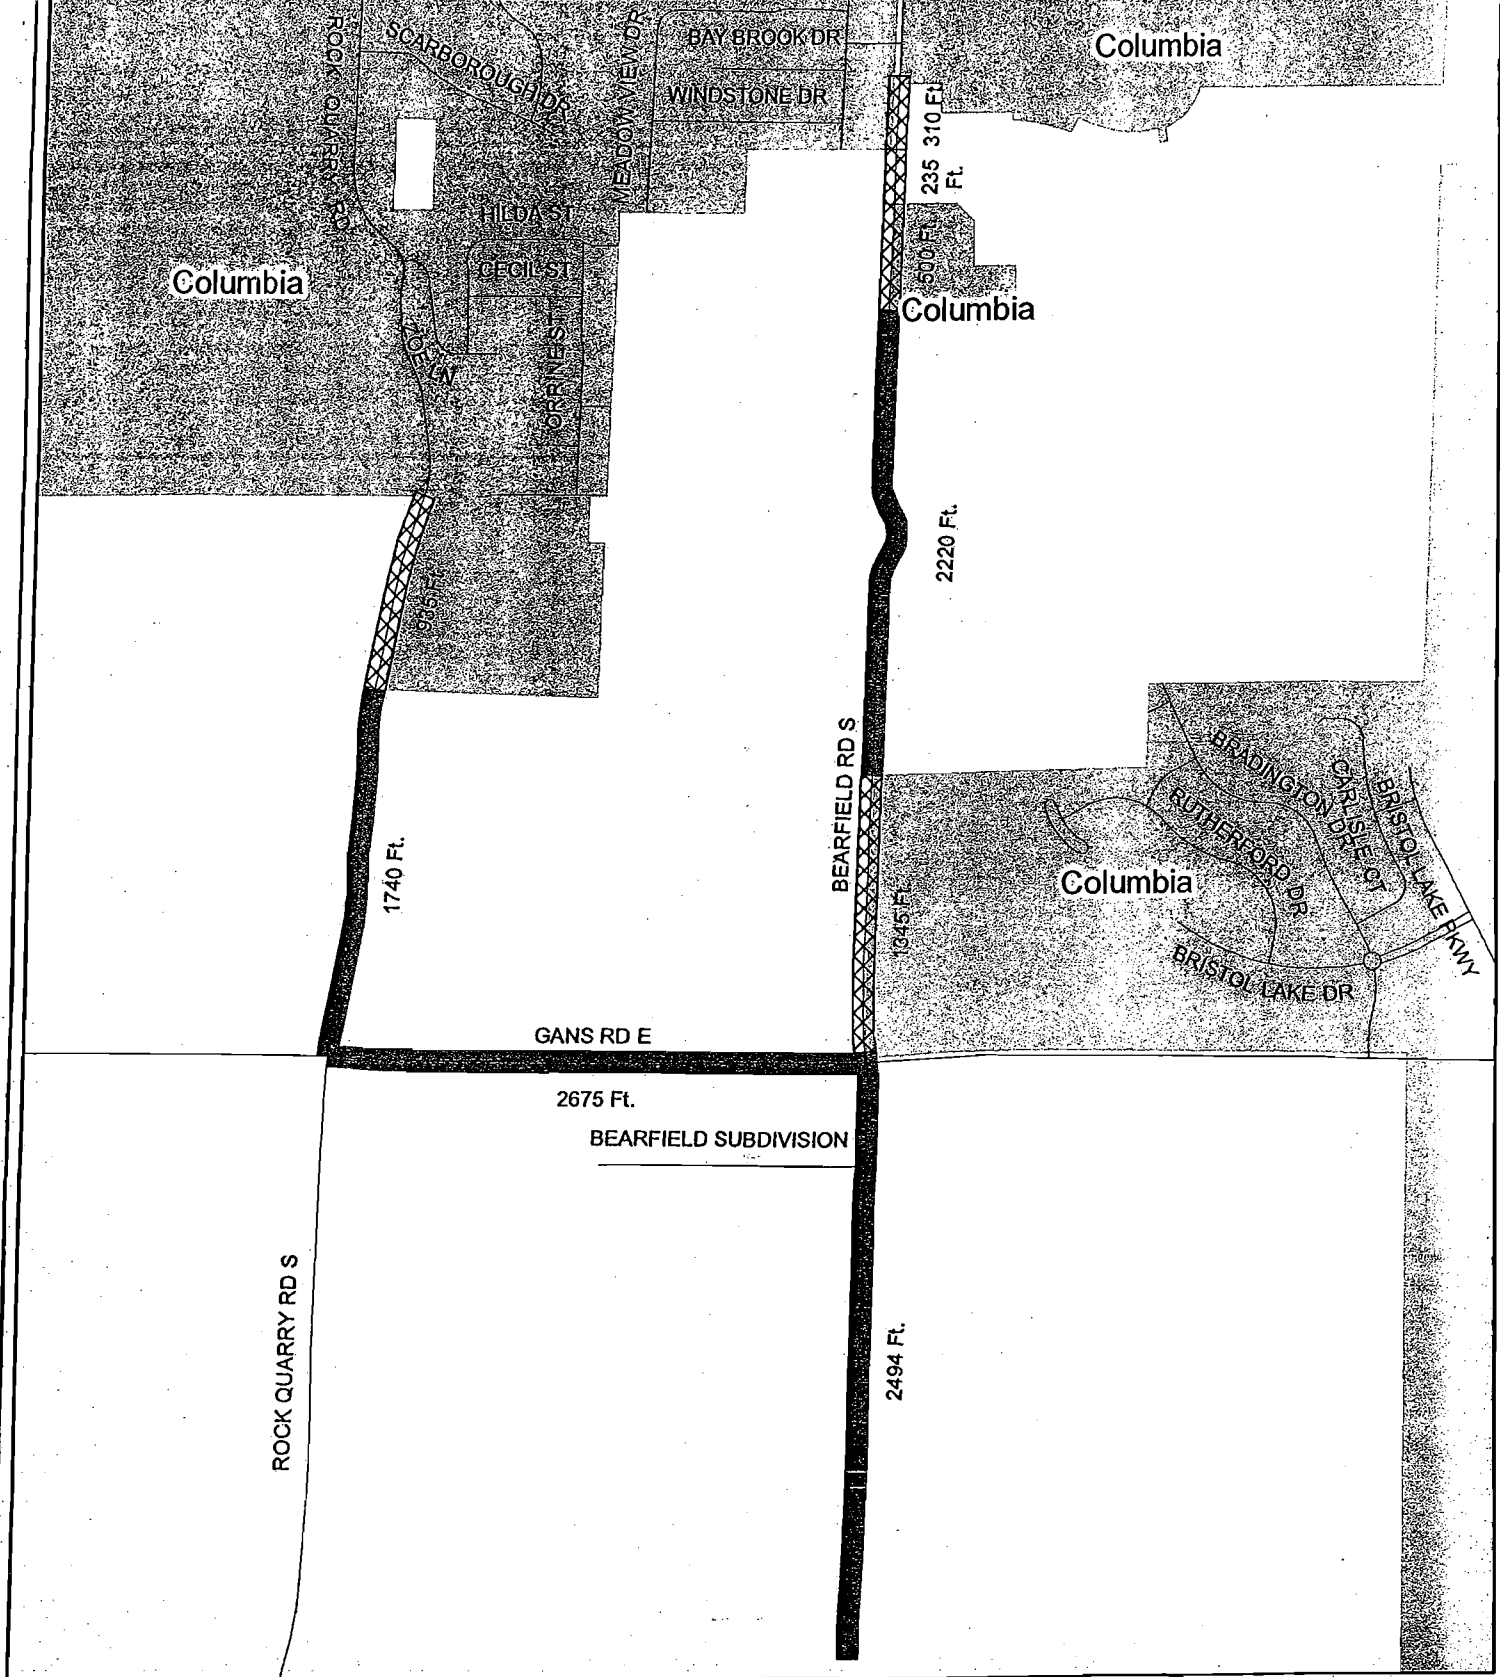 SCARBOROUGH DR
ROCK QUARRY RD
MEADOWVIEW DR
BAY BROOK DR
WINDSTONE DR
Columbia
310 Ft.
235 Ft.
HILDA ST
CECIL ST
Columbia
500 Ft.
Columbia
ZOE LN
ORRINE ST
935 Ft.
2220 Ft.
BEARFIELD RD S
BRADINGTON DR
CARLISLE CT
BRISTOL LAKE PKWY
RUTHERFORD DR
1740 Ft.
Columbia
1345 Ft.
BRISTOL LAKE DR
GANS RD E
2675 Ft.
BEARFIELD SUBDIVISION
ROCK QUARRY RD S
2494 Ft.